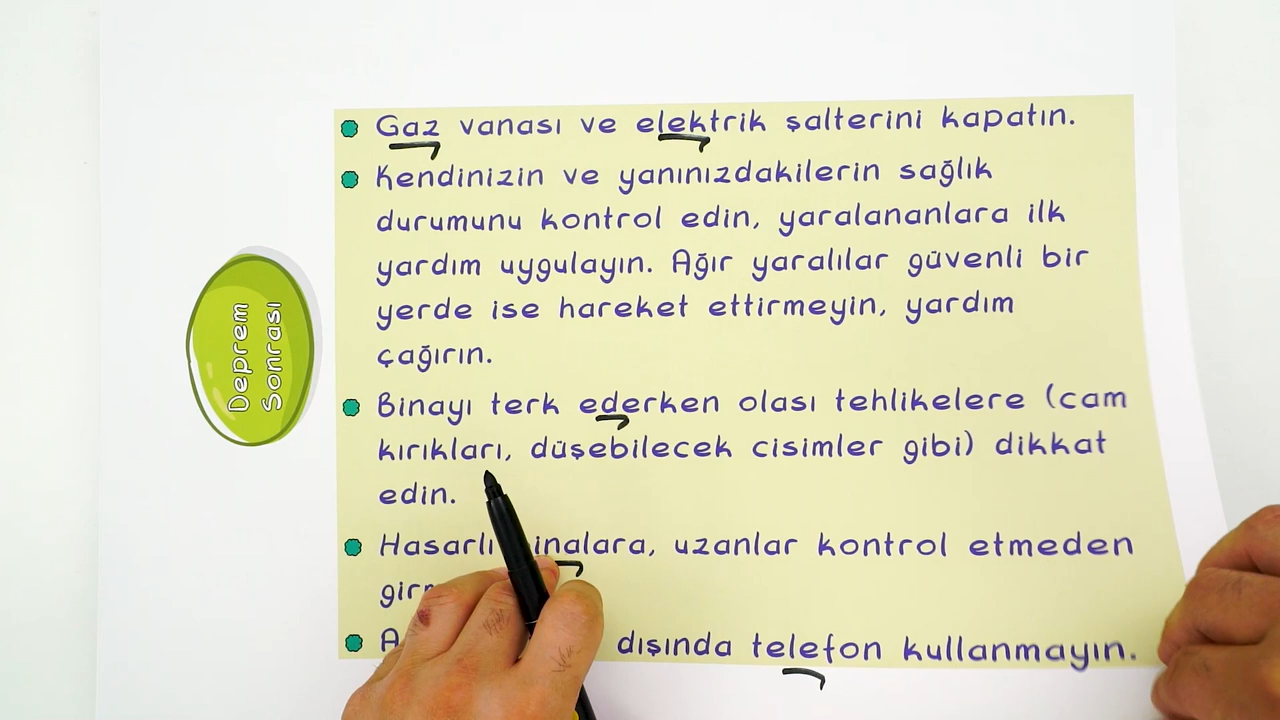 Deprem
Sonrası
Gaz vanası ve elektrik şalterini kapatın.
Kendinizin ve yanınızdakilerin sağlık
durumunu kontrol edin, yaralananlara ilk
yardım uygulayın. Ağır yaralılar güvenli bir
yerde ise hareket ettirmeyin, yardım
çağırın.
Binayı terk ederken olası tehlikelere (cam
kırıkları, düşebilecek cisimler gibi) dikkat
edin.
Hasarlı binalara, uzanlar kontrol etmeden
dışında telefon kullanmayın.